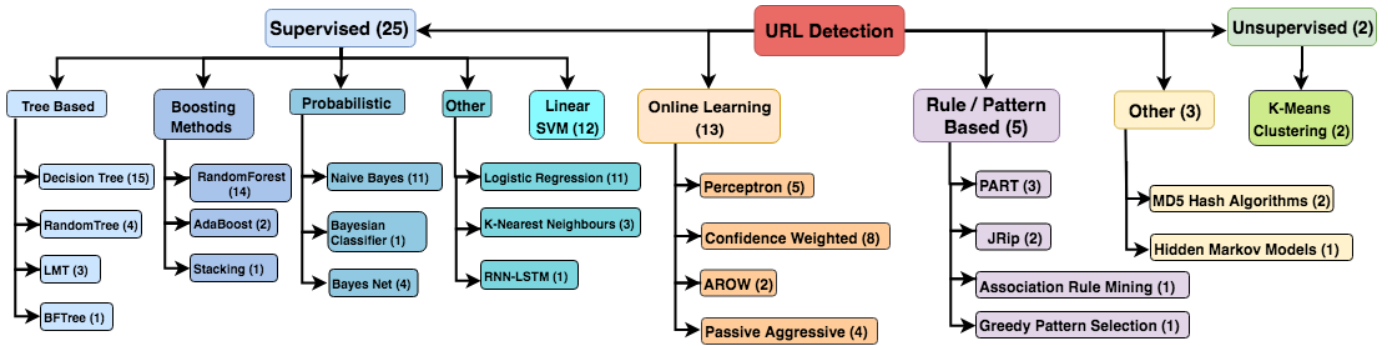 Supervised (25)
URL Detection
Unsupervised (2)
Tree Based
Boosting
Methods
Probabilistic
Other
Linear
SVM (12)
Online Learning
(13)
Rule / Pattern
Based (5)
Other (3)
K-Means
Clustering (2)
Decision Tree (15)
RandomTree (4)
LMT (3)
BFTree (1)
RandomForest
(14)
AdaBoost (2)
Stacking (1)
Naive Bayes (11)
Bayesian
Classifier (1)
Bayes Net (4)
Logistic Regression (11)
K-Nearest Neighbours (3)
RNN-LSTM (1)
Perceptron (5)
Confidence Weighted (8)
AROW (2)
Passive Aggressive (4)
PART (3)
JRip (2)
Association Rule Mining (1)
Greedy Pattern Selection (1)
MD5 Hash Algorithms (2)
Hidden Markov Models (1)